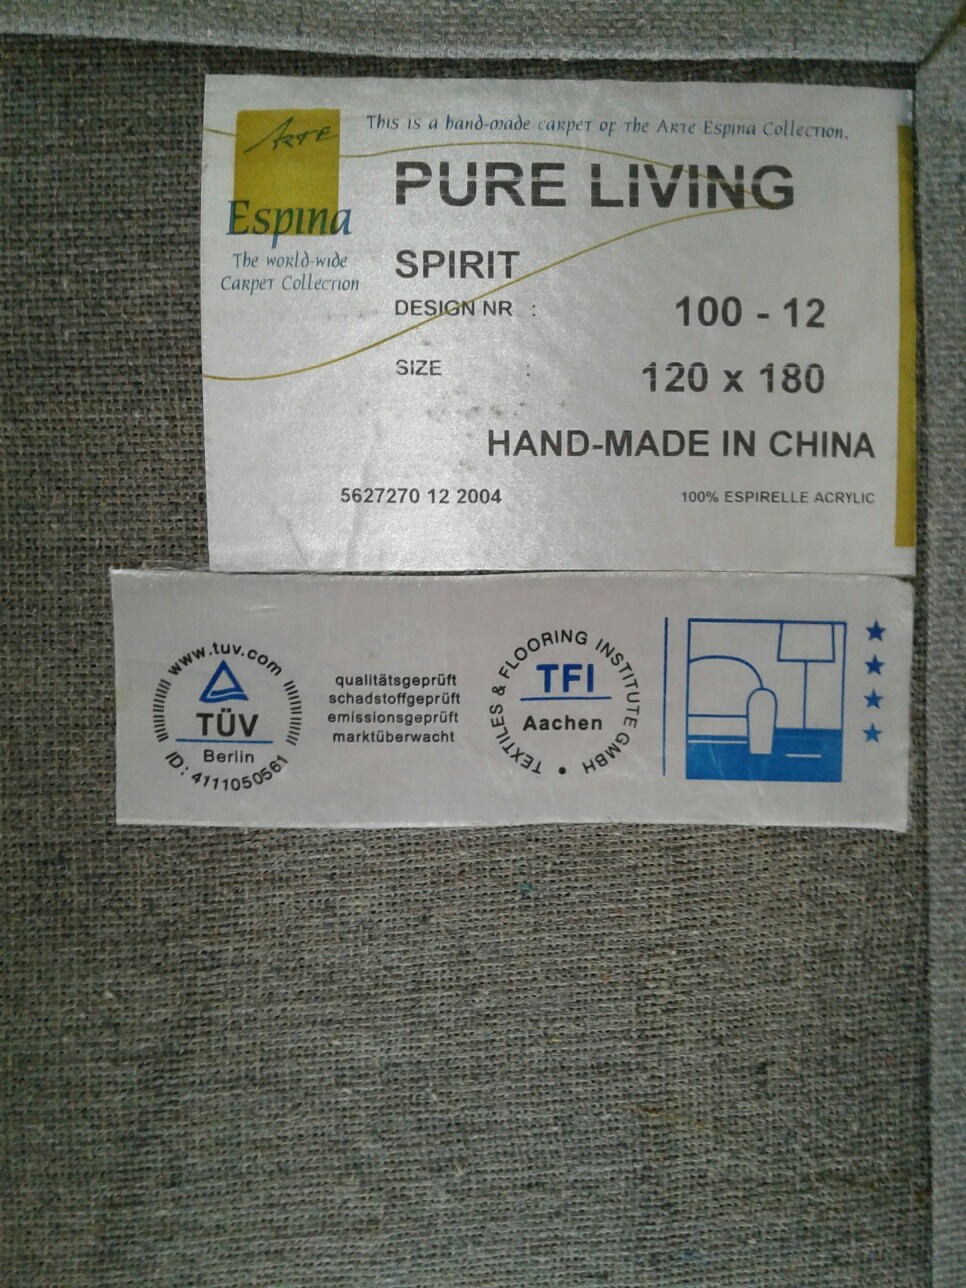 ARTE
Espina
The world-wide
Carpet Collection
This is a hand-made carpet of the Arte Espina Collection.
PURE LIVING
SPIRIT
DESIGN NR : 100 - 12
SIZE : 120 x 180
HAND-MADE IN CHINA
5627270 12 2004 100% ESPIRELLE ACRYLIC
www.tuv.com
TÜV
Berlin
ID: 4111050561
qualitätsgeprüft
schadstoffgeprüft
emissionsgeprüft
marktüberwacht
TEXTILES & FLOORING INSTITUTE GMBH
TFI
Aachen